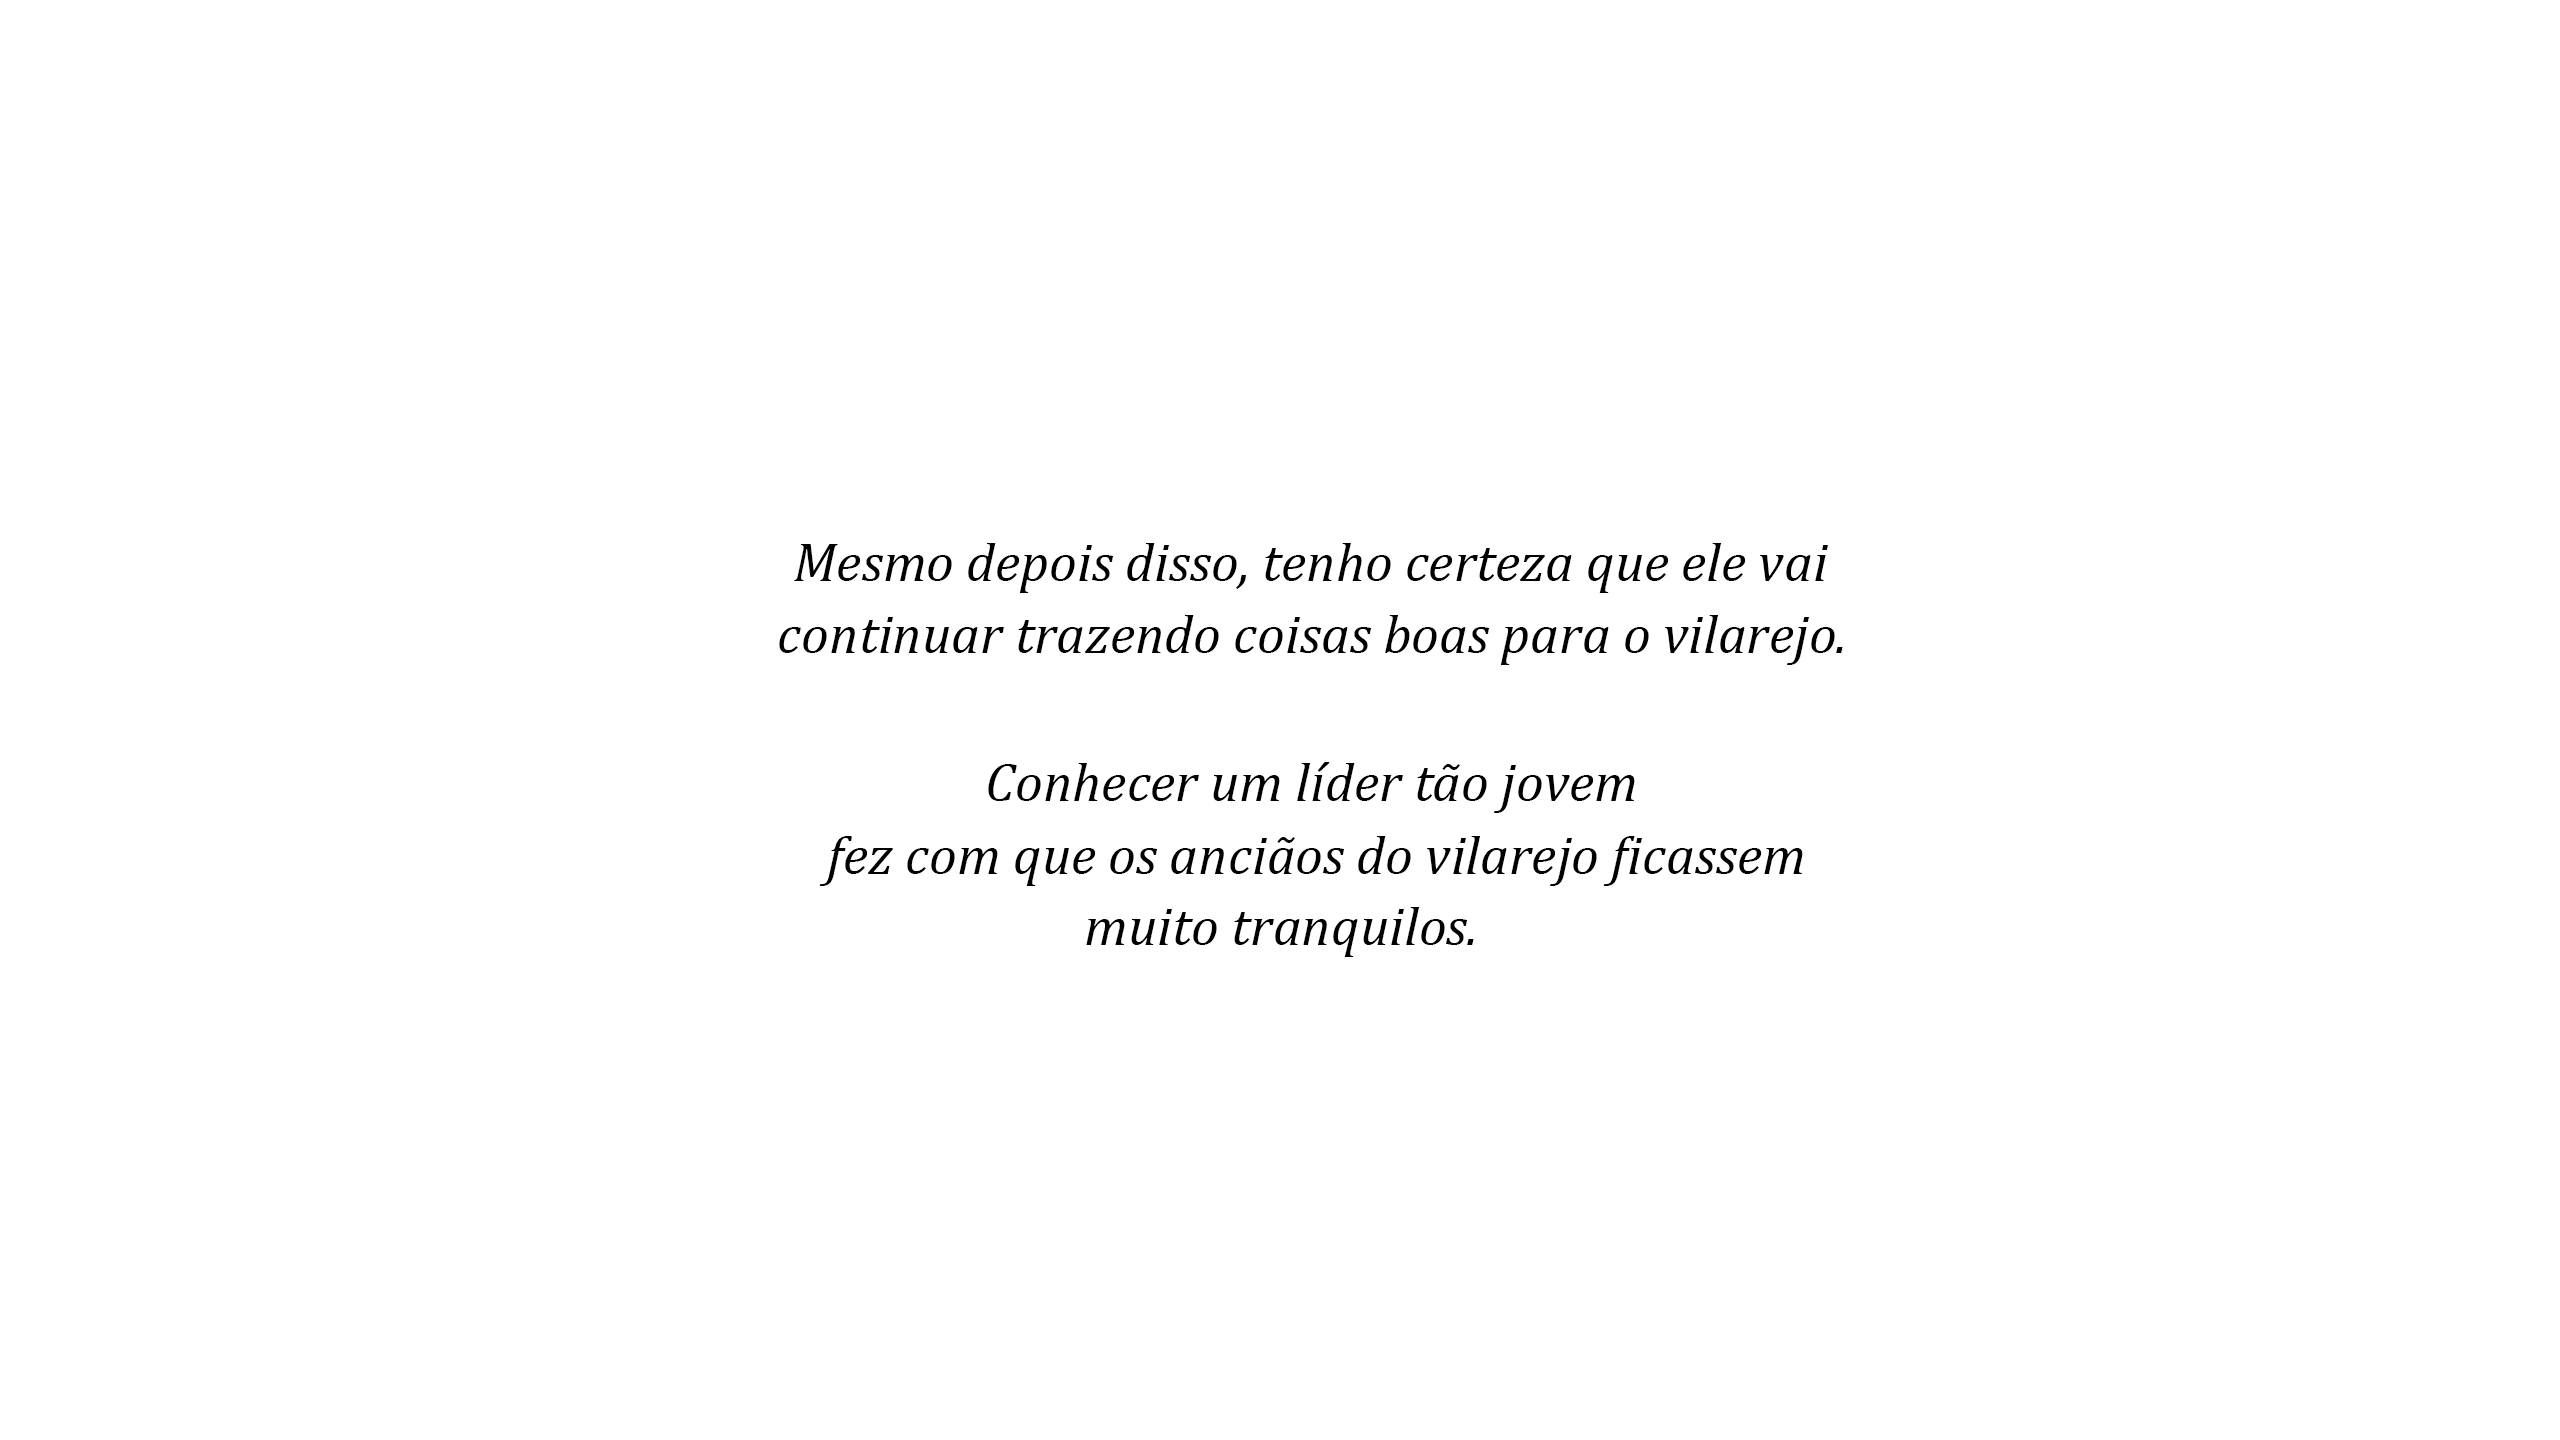 Mesmo depois disso, tenho certeza que ele vai
continuar trazendo coisas boas para o vilarejo.
Conhecer um líder tão jovem
fez com que os anciãos do vilarejo ficassem
muito tranquilos.